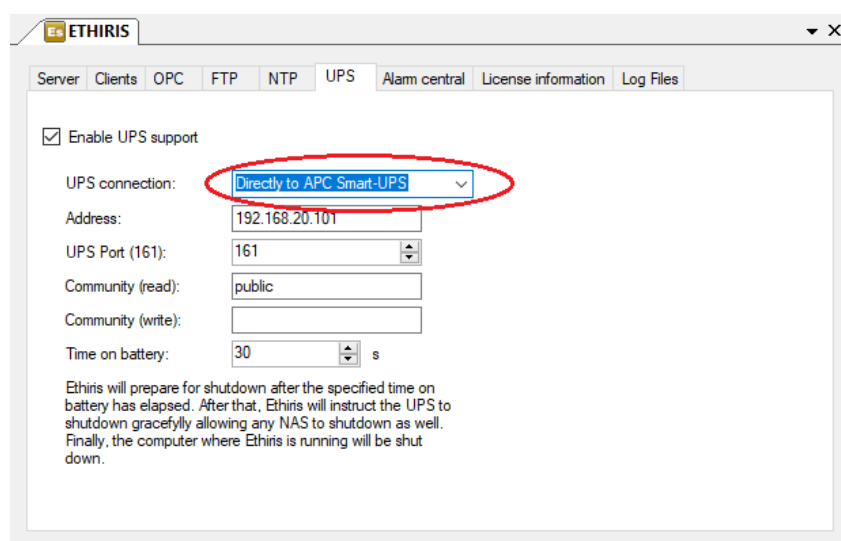 Es ETHIRIS
Server Clients OPC FTP NTP UPS Alarm central License information Log Files
Enable UPS support
UPS connection: Directly to APC Smart-UPS
Address: 192.168.20.101
UPS Port (161): 161
Community (read): public
Community (write):
Time on battery: 30 s
Ethiris will prepare for shutdown after the specified time on
battery has elapsed. After that, Ethiris will instruct the UPS to
shutdown gracefylly allowing any NAS to shutdown as well.
Finally, the computer where Ethiris is running will be shut
down.